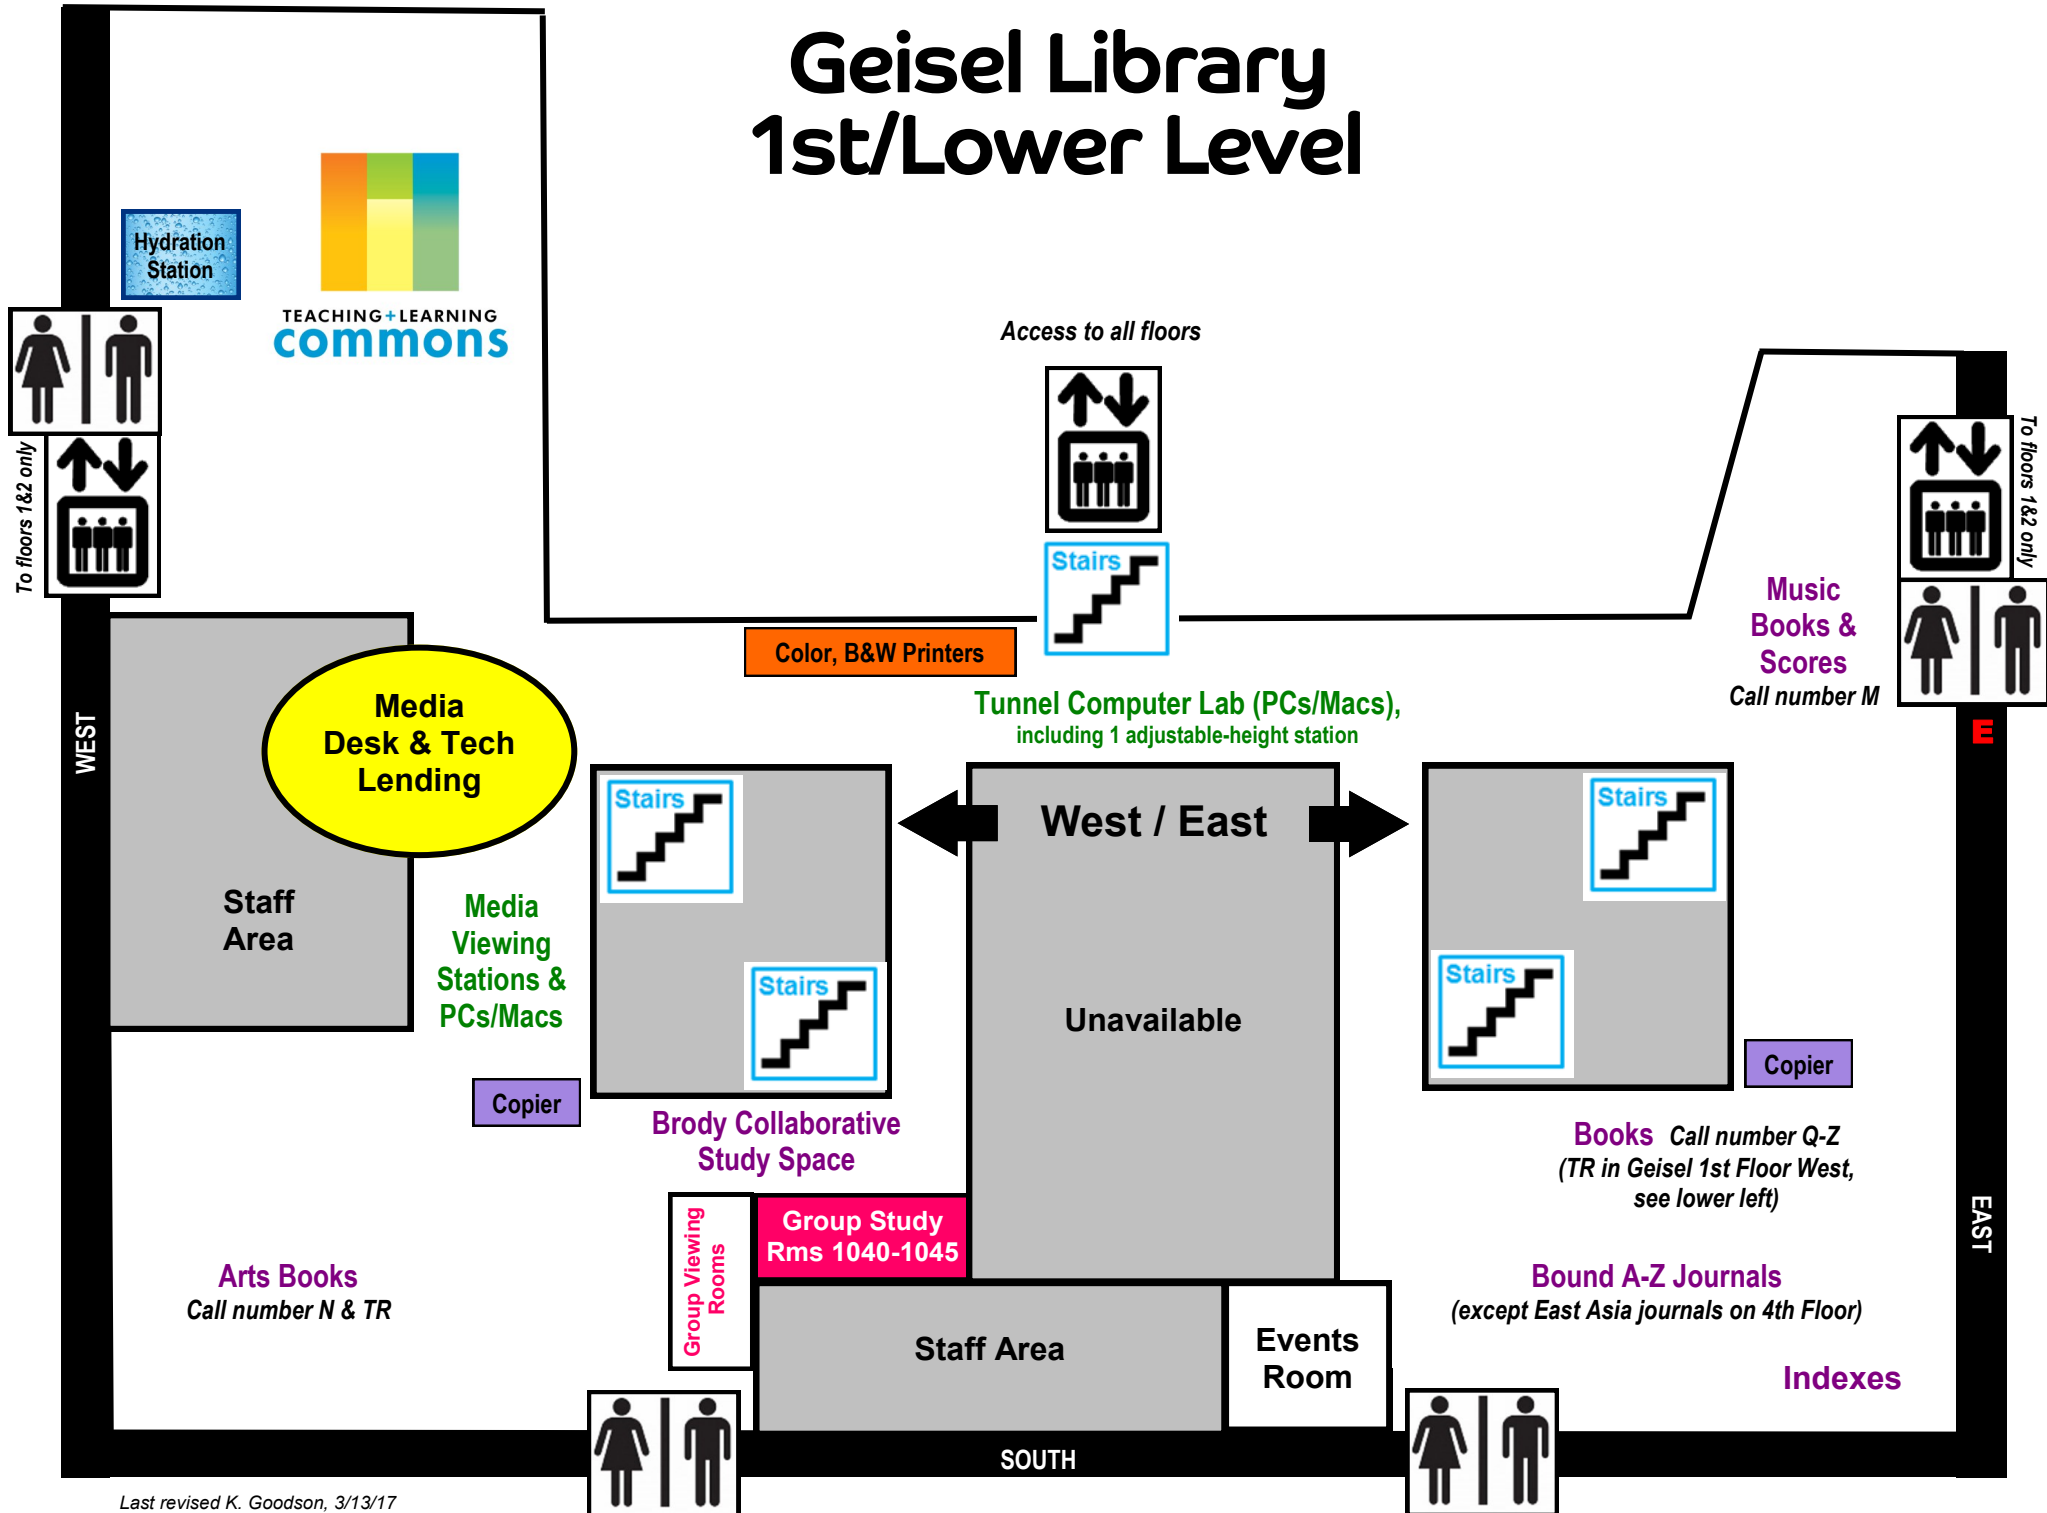 Geisel Library
1st/Lower Level
Hydration
Station
TEACHING+LEARNING
commons
Access to all floors
To floors 1&2 only
To floors 1&2 only
Stairs
Music
Books &
Scores
Call number M
Color, B&W Printers
Tunnel Computer Lab (PCs/Macs),
including 1 adjustable-height station
E
WEST
Media
Desk & Tech
Lending
Stairs
West / East
Stairs
Staff
Area
Media
Viewing
Stations &
PCs/Macs
Stairs
Unavailable
Stairs
Copier
Copier
Brody Collaborative
Study Space
Books Call number Q-Z
(TR in Geisel 1st Floor West,
see lower left)
EAST
Group Viewing
Rooms
Group Study
Rms 1040-1045
Arts Books
Call number N & TR
Bound A-Z Journals
(except East Asia journals on 4th Floor)
Staff Area
Events
Room
Indexes
SOUTH
Last revised K. Goodson, 3/13/17